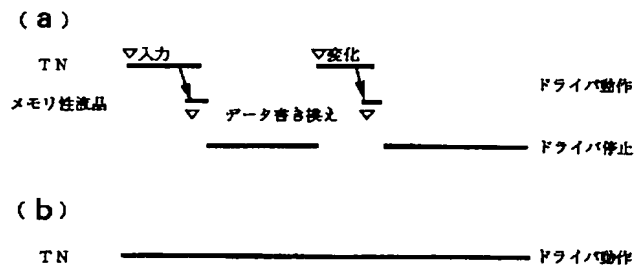 (a)
TN ▽入力 ▽変化
ドライバ動作
メモリ性液晶 ▽ データ書き換え ▽
ドライバ停止
(b)
TN ドライバ動作